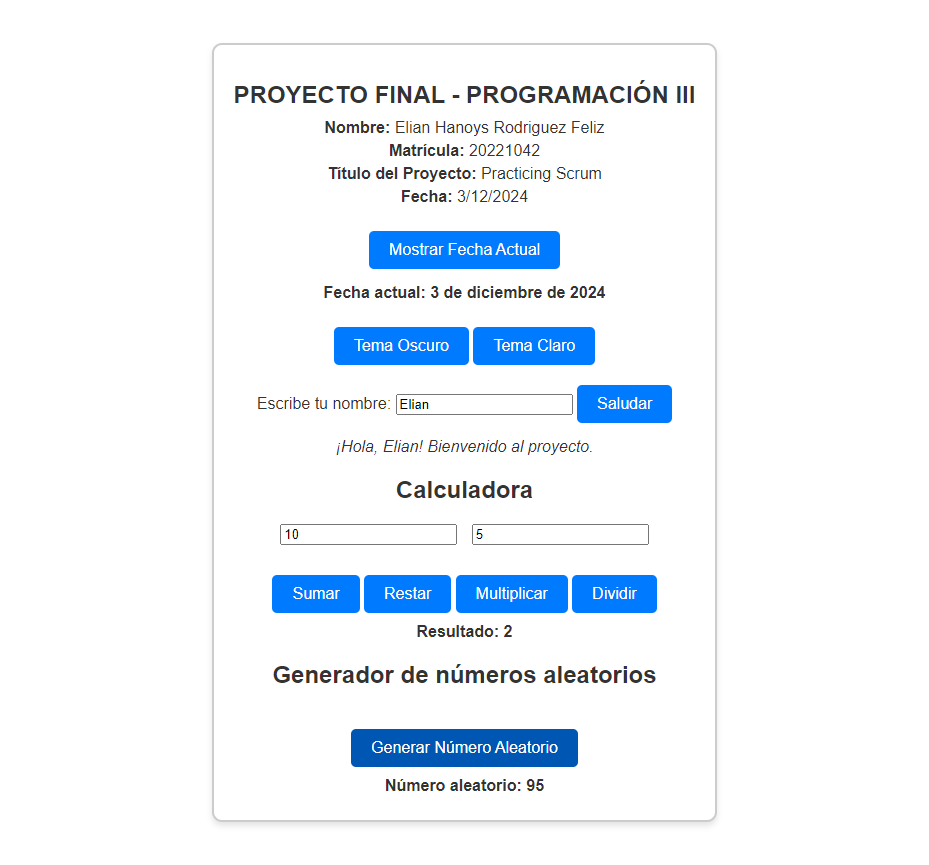 PROYECTO FINAL - PROGRAMACIÓN III
Nombre: Elian Hanoys Rodriguez Feliz
Matrícula: 20221042
Título del Proyecto: Practicing Scrum
Fecha: 3/12/2024
Mostrar Fecha Actual
Fecha actual: 3 de diciembre de 2024
Tema Oscuro Tema Claro
Escribe tu nombre: Elian Saludar
¡Hola, Elian! Bienvenido al proyecto.
Calculadora
10 5
Sumar Restar Multiplicar Dividir
Resultado: 2
Generador de números aleatorios
Generar Número Aleatorio
Número aleatorio: 95